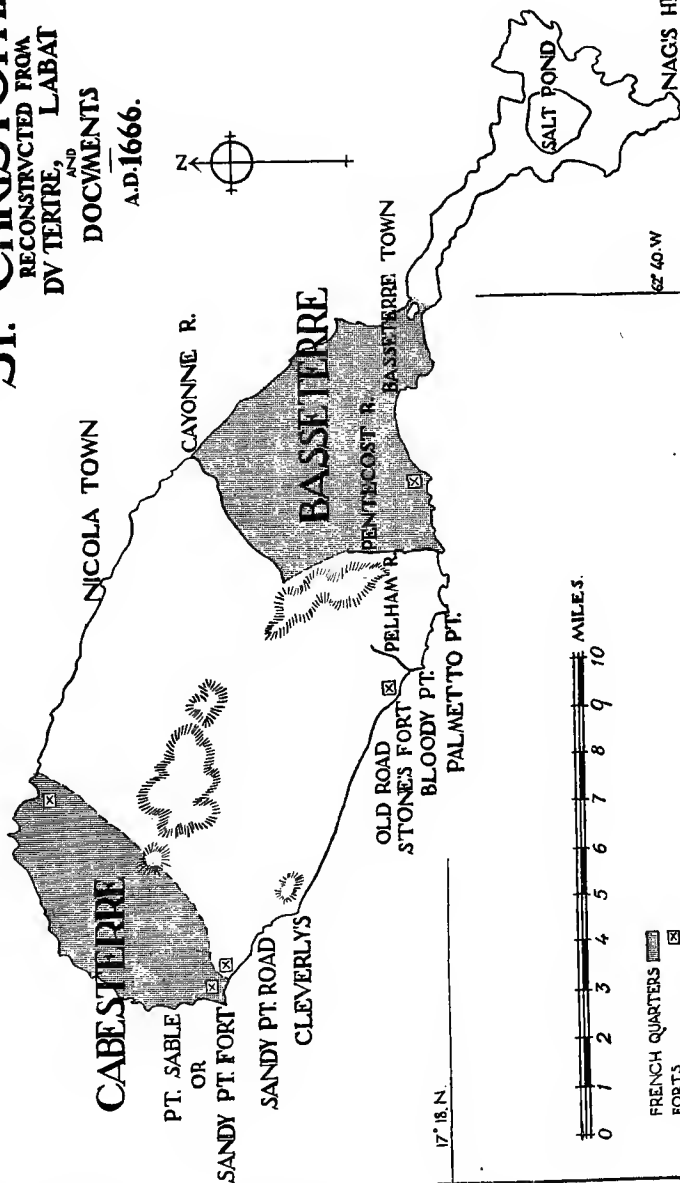 ST. CHRISTOPHE
RECONSTRVCTED FROM
DV TERTRE, LABAT
AND
DOCVMENTS
A.D. 1666.
N
NICOLA TOWN
CAYONNE R.
CABESTERRE
BASSETERRE
PENTECOST R.
BASSETERRE TOWN
SALT POND
NAG'S
PT. SABLE
OR
SANDY PT. FORT
SANDY PT. ROAD
CLEVERLY'S
PELHAM R.
OLD ROAD
STONE'S FORT
BLOODY PT.
PALMETTO PT.
62° 40. W
17° 18. N.
0 1 2 3 4 5 6 7 8 9 10 MILES.
FRENCH QUARTERS
FORTS